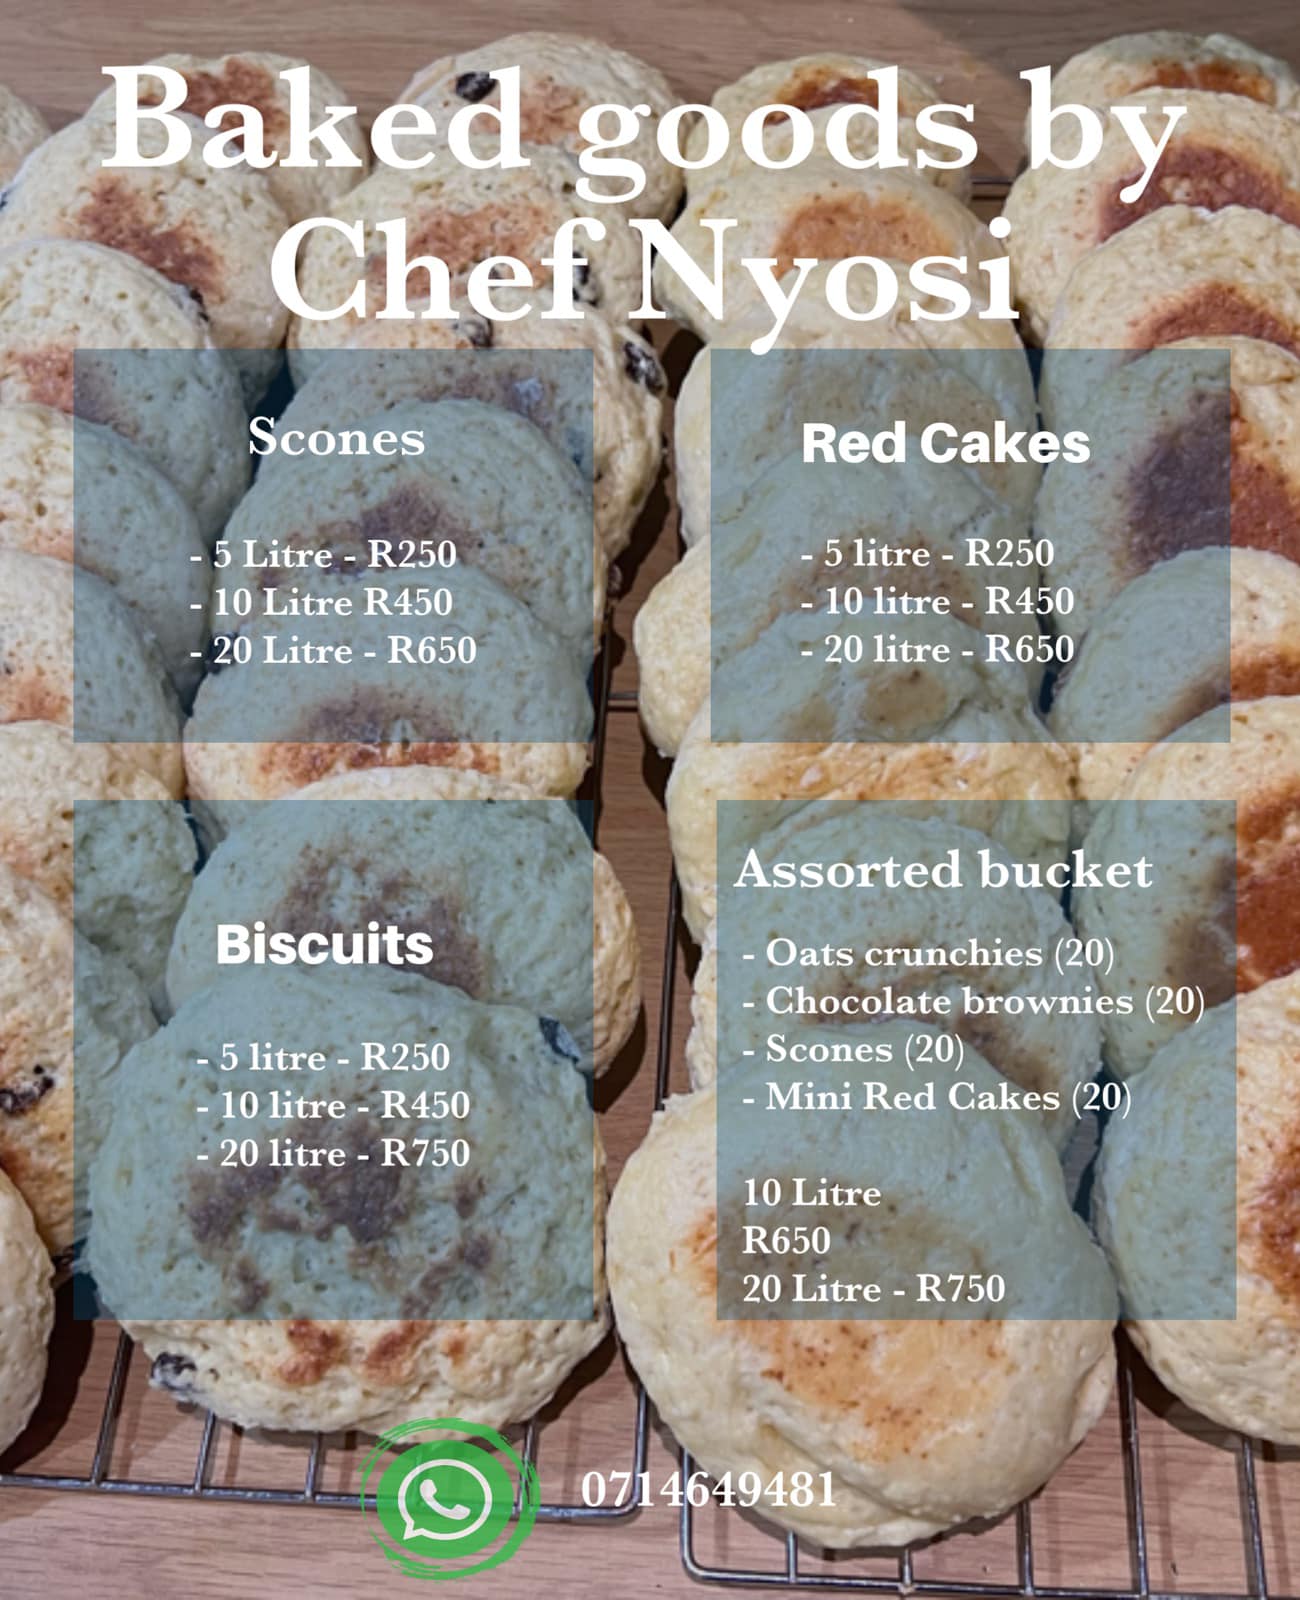 Baked goods by
Chef Nyosi
Scones
- 5 Litre - R250
- 10 Litre R450
- 20 Litre - R650
Red Cakes
- 5 litre - R250
- 10 litre - R450
- 20 litre - R650
Biscuits
- 5 litre - R250
- 10 litre - R450
- 20 litre - R750
Assorted bucket
- Oats crunchies (20)
- Chocolate brownies (20)
- Scones (20)
- Mini Red Cakes (20)
10 Litre
R650
20 Litre - R750
0714649481